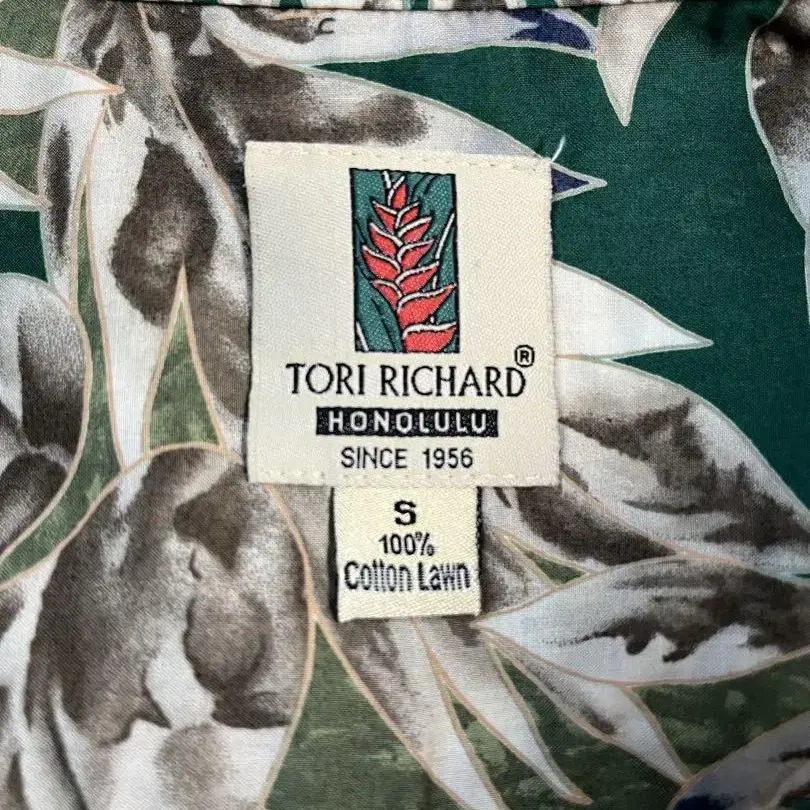 TORI RICHARD®
HONOLULU
SINCE 1956
S
100%
Cotton Lawn